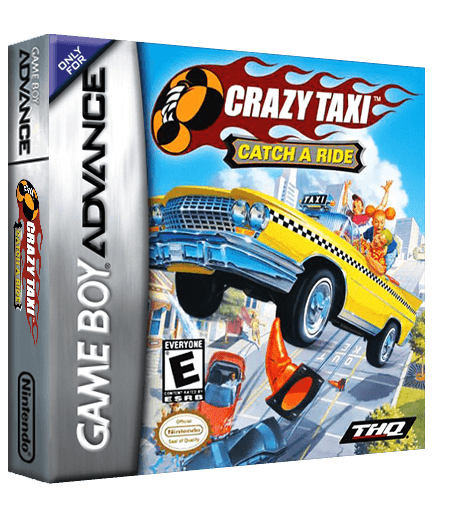 GAME BOY
ADVANCE
CRAZY TAXI
CATCH A RIDE
Nintendo
ONLY
FOR
GAME BOY ADVANCE
CRAZY TAXI™
CATCH A RIDE
TAXI
EVERYONE
E
CONTENT RATED BY
ESRB
Official
Nintendo
Seal of Quality
THQ